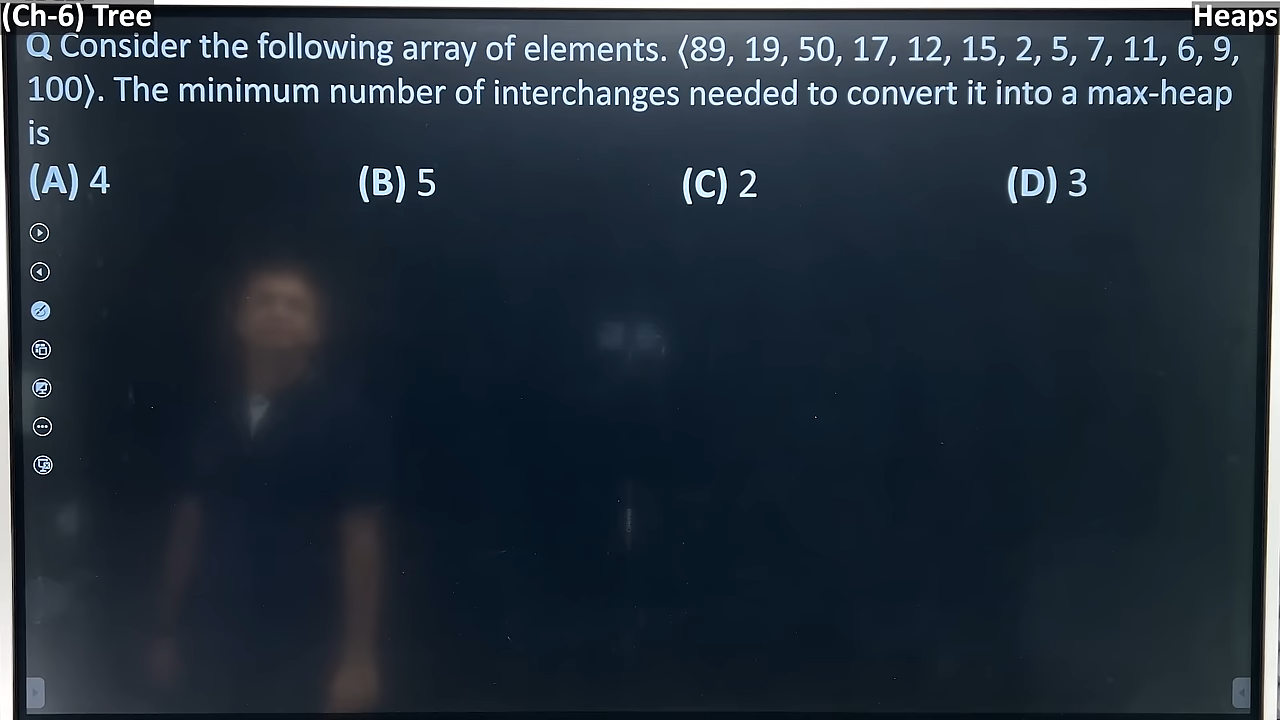 (Ch-6) Tree
Heaps
Q Consider the following array of elements. ⟨89, 19, 50, 17, 12, 15, 2, 5, 7, 11, 6, 9,
100⟩. The minimum number of interchanges needed to convert it into a max-heap
is
(A) 4 (B) 5 (C) 2 (D) 3